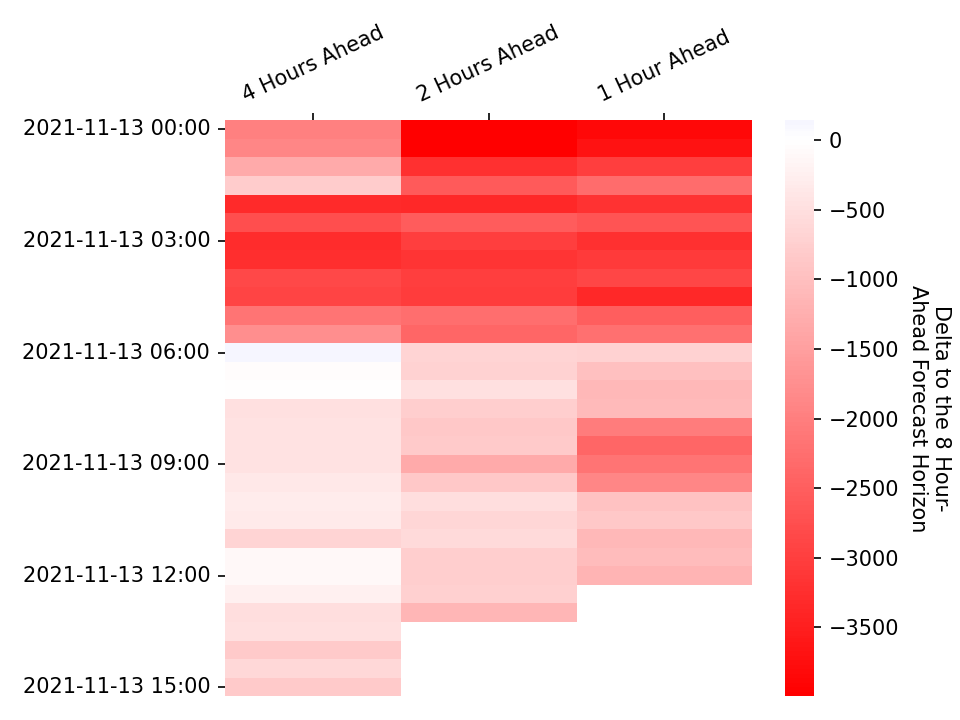 4 Hours Ahead
2 Hours Ahead
1 Hour Ahead
2021-11-13 00:00
2021-11-13 03:00
2021-11-13 06:00
2021-11-13 09:00
2021-11-13 12:00
2021-11-13 15:00
0
−500
−1000
−1500
−2000
−2500
−3000
−3500
Delta to the 8 Hour-
Ahead Forecast Horizon